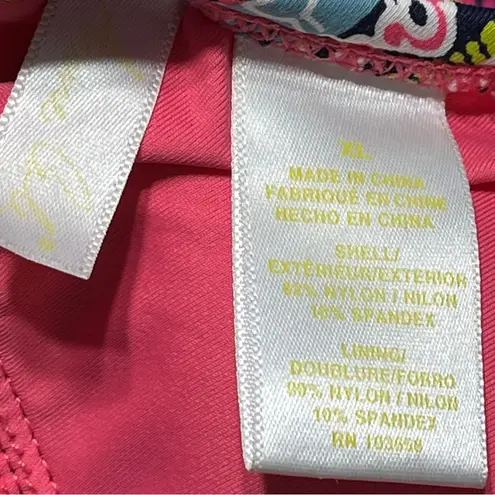 XL
MADE IN CHINA
FABRIQUÉ EN CHINE
HECHO EN CHINA
SHELL/
EXTÉRIEUR/EXTERIOR
82% NYLON / NILON
18% SPANDEX
LINING/
DOUBLURE/FORRO
90% NYLON / NILON
10% SPANDEX
RN 103658